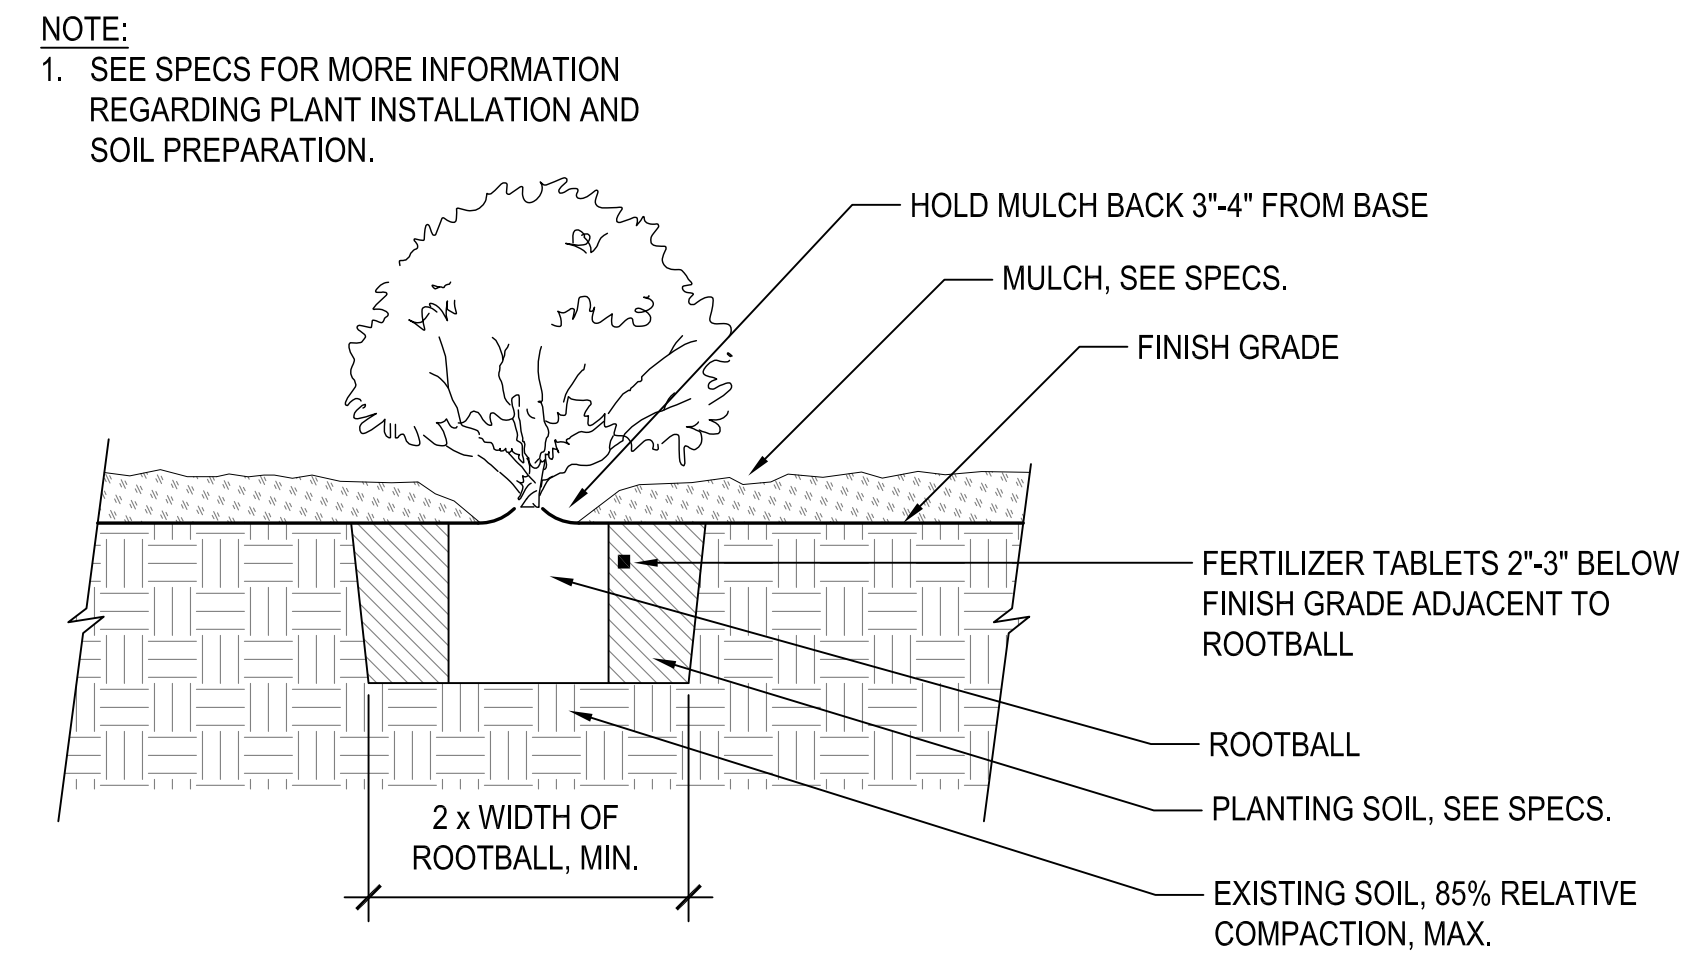 NOTE:
1. SEE SPECS FOR MORE INFORMATION
REGARDING PLANT INSTALLATION AND
SOIL PREPARATION.
HOLD MULCH BACK 3"-4" FROM BASE
MULCH, SEE SPECS.
FINISH GRADE
FERTILIZER TABLETS 2"-3" BELOW
FINISH GRADE ADJACENT TO
ROOTBALL
ROOTBALL
PLANTING SOIL, SEE SPECS.
2 x WIDTH OF
ROOTBALL, MIN.
EXISTING SOIL, 85% RELATIVE
COMPACTION, MAX.